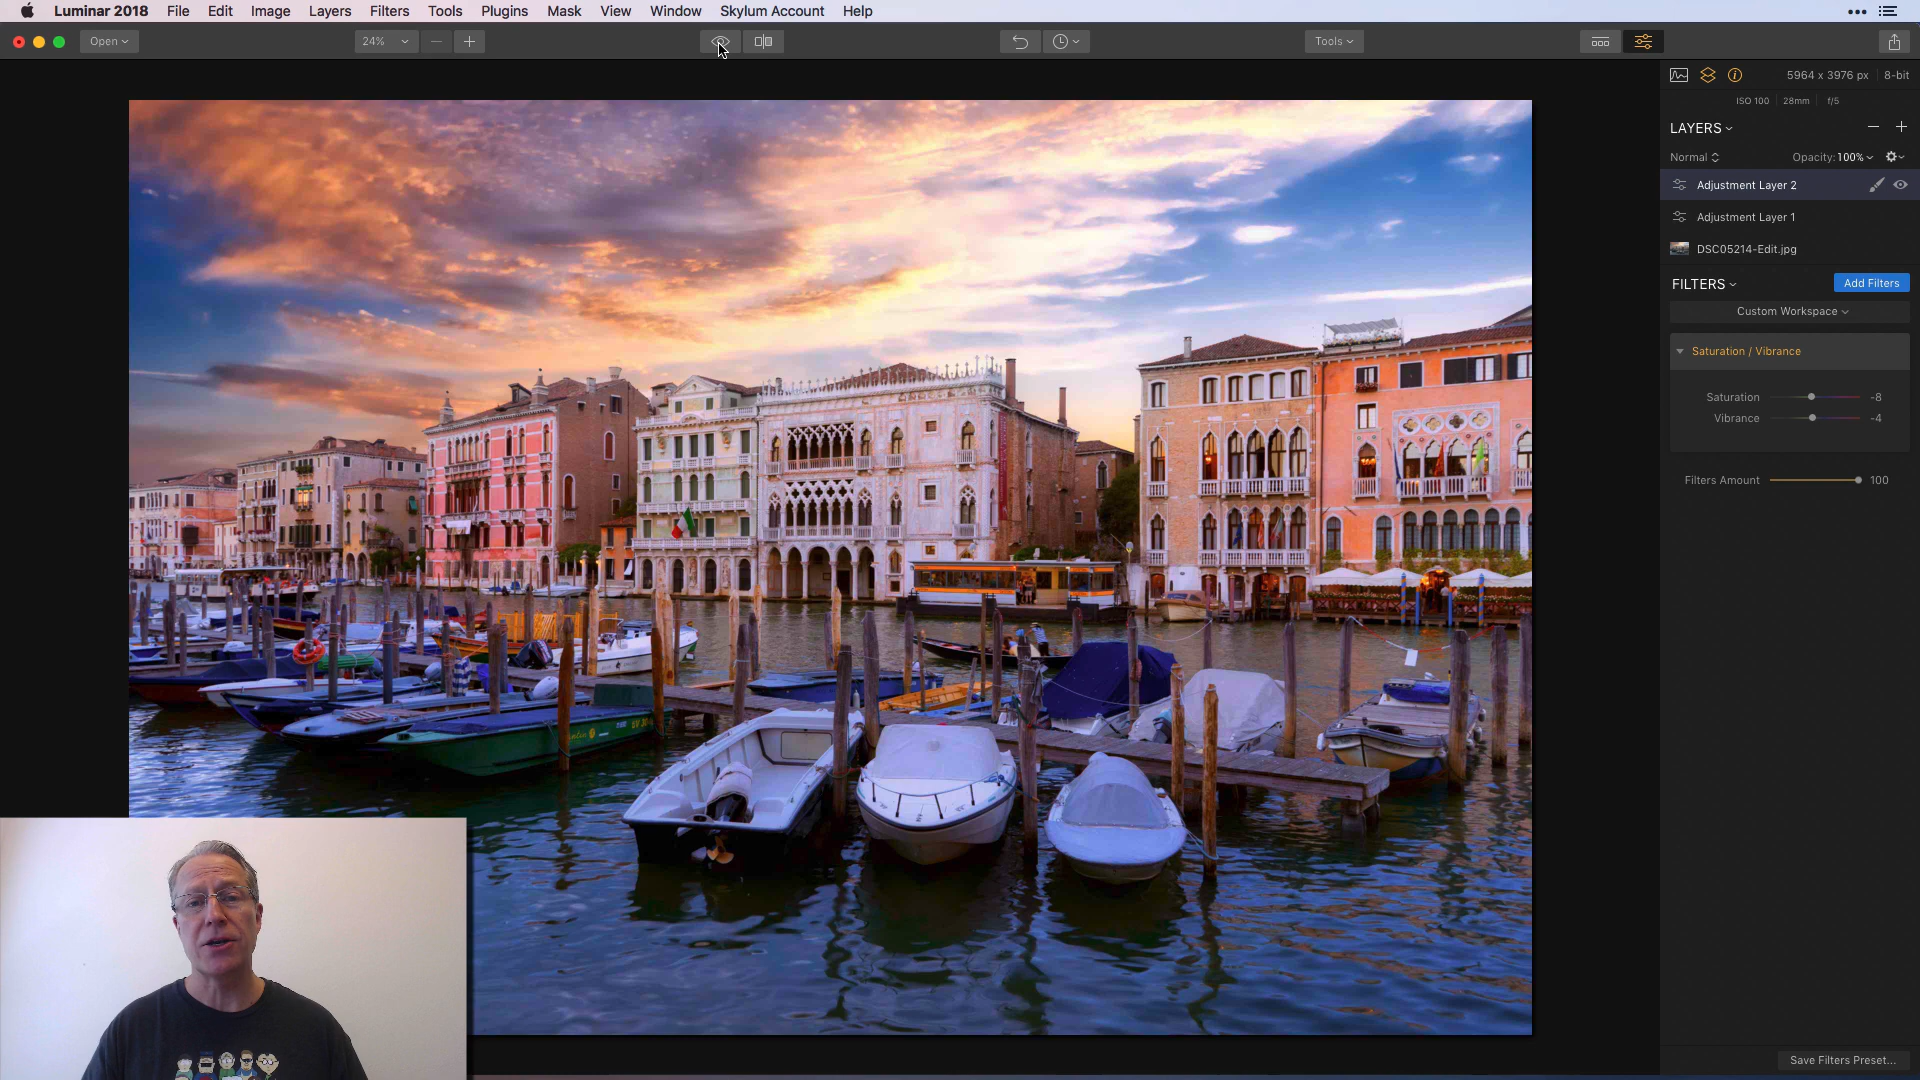 Luminar 2018 File Edit Image Layers Filters Tools Plugins Mask View Window Skylum Account Help
Open 24% Tools
5964 x 3976 px 8-bit
ISO 100 28mm f/5
LAYERS
Normal Opacity: 100%
Adjustment Layer 2
Adjustment Layer 1
DSC05214-Edit.jpg
FILTERS Add Filters
Custom Workspace
Saturation / Vibrance
Saturation -8
Vibrance -4
Filters Amount 100
Save Filters Preset...